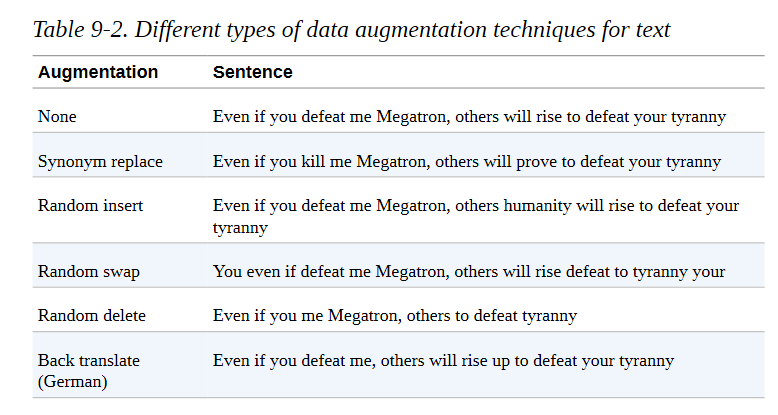 Table 9-2. Different types of data augmentation techniques for text
Augmentation Sentence
None Even if you defeat me Megatron, others will rise to defeat your tyranny
Synonym replace Even if you kill me Megatron, others will prove to defeat your tyranny
Random insert Even if you defeat me Megatron, others humanity will rise to defeat your
tyranny
Random swap You even if defeat me Megatron, others will rise defeat to tyranny your
Random delete Even if you me Megatron, others to defeat tyranny
Back translate Even if you defeat me, others will rise up to defeat your tyranny
(German)